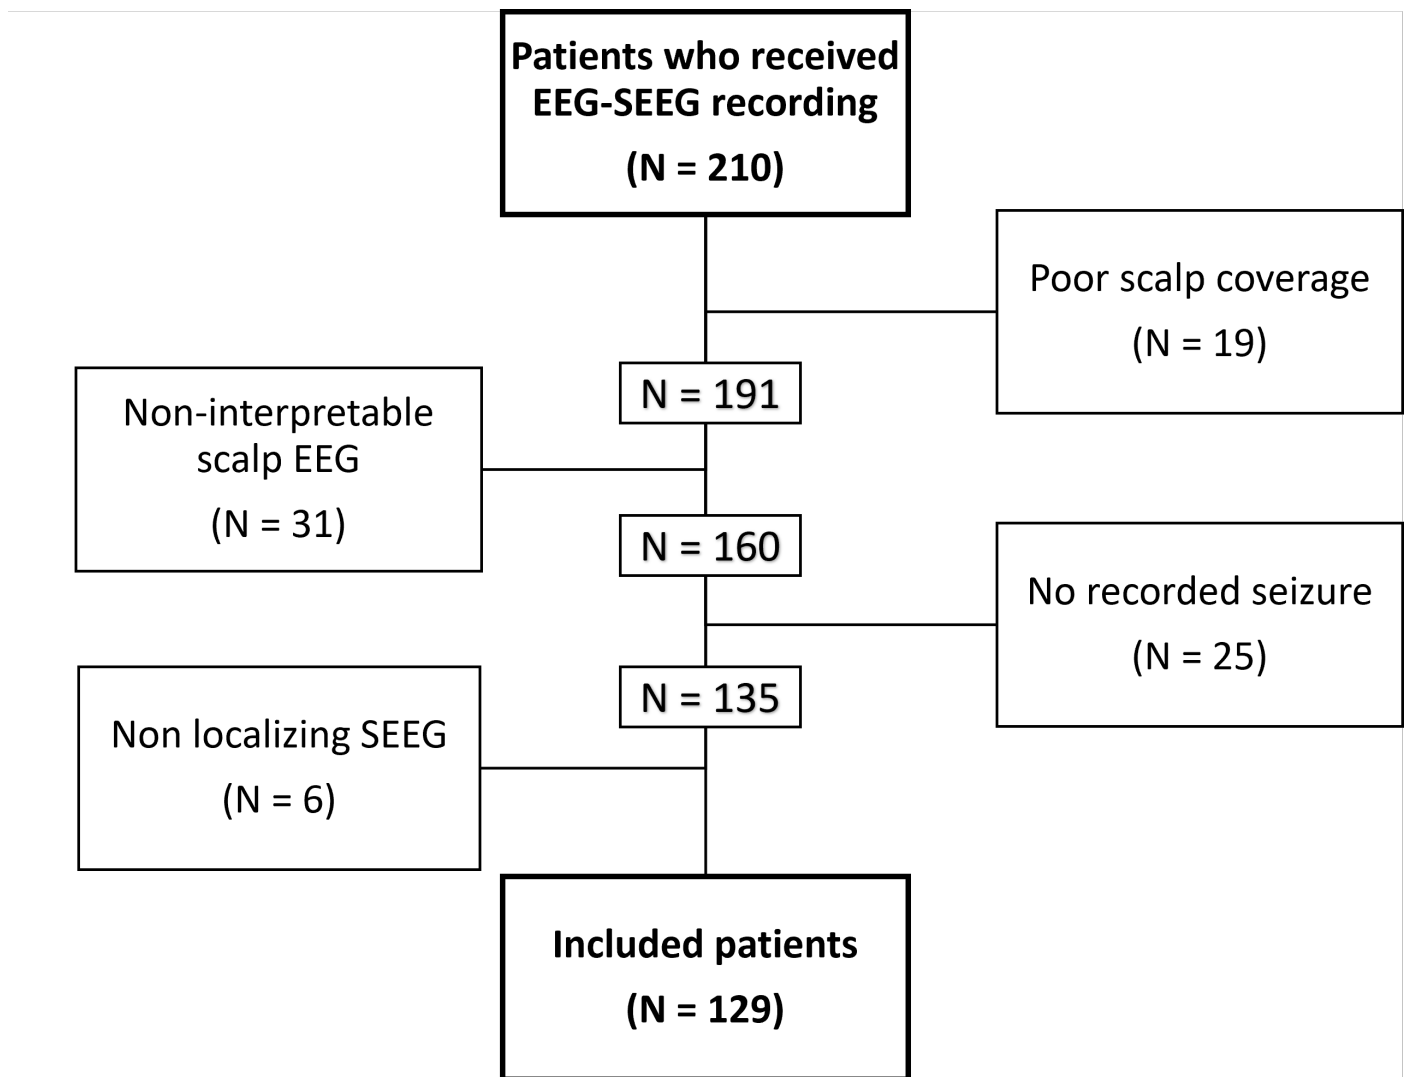 Patients who received
EEG-SEEG recording
(N = 210)
Poor scalp coverage
(N = 19)
N = 191
Non-interpretable
scalp EEG
(N = 31)
N = 160
No recorded seizure
(N = 25)
N = 135
Non localizing SEEG
(N = 6)
Included patients
(N = 129)